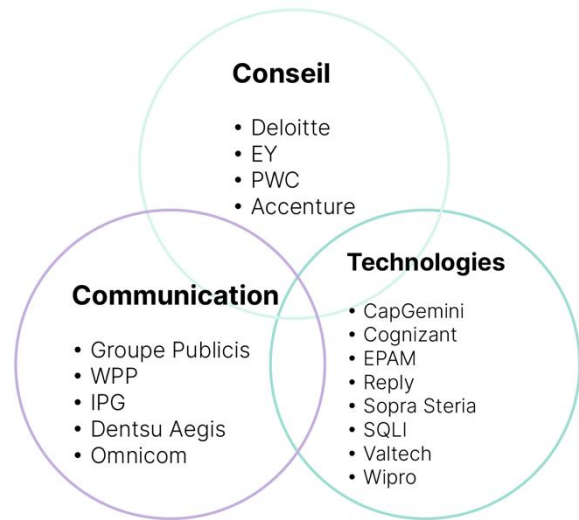 Conseil
• Deloitte
• EY
• PWC
• Accenture
Communication
• Groupe Publicis
• WPP
• IPG
• Dentsu Aegis
• Omnicom
Technologies
• CapGemini
• Cognizant
• EPAM
• Reply
• Sopra Steria
• SQLI
• Valtech
• Wipro